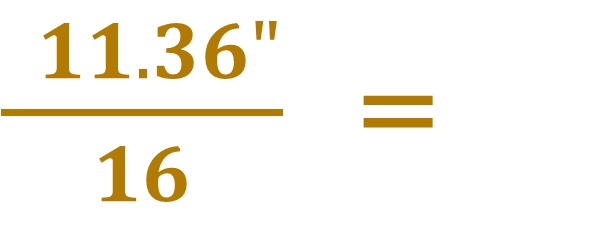 11.36"
16
=